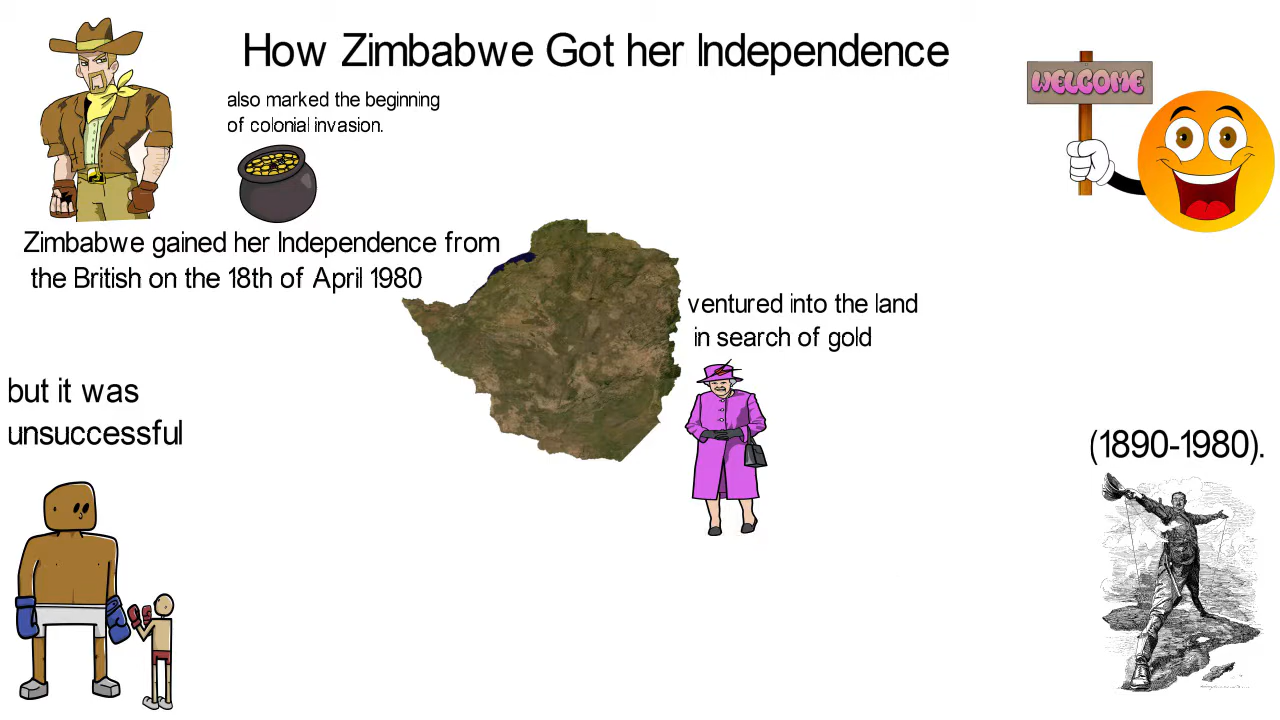 How Zimbabwe Got her Independence
WELCOME
also marked the beginning
of colonial invasion.
Zimbabwe gained her Independence from
the British on the 18th of April 1980
ventured into the land
in search of gold
but it was
unsuccessful
(1890-1980).